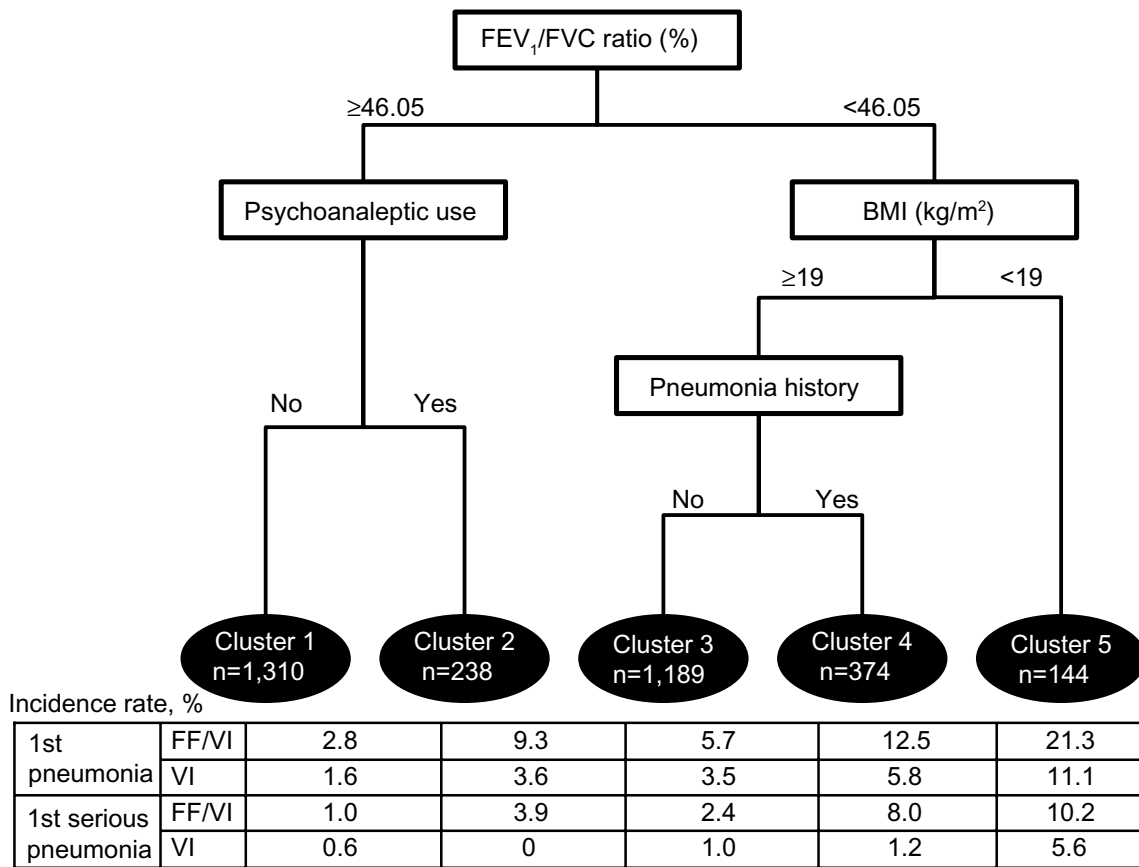 FEV₁/FVC ratio (%)
≥46.05 <46.05
Psychoanaleptic use BMI (kg/m²)
≥19 <19
Pneumonia history
No Yes
No Yes
Cluster 1 Cluster 2 Cluster 3 Cluster 4 Cluster 5
n=1,310 n=238 n=1,189 n=374 n=144
Incidence rate, %
1st pneumonia FF/VI 2.8 9.3 5.7 12.5 21.3
VI 1.6 3.6 3.5 5.8 11.1
1st serious pneumonia FF/VI 1.0 3.9 2.4 8.0 10.2
VI 0.6 0 1.0 1.2 5.6